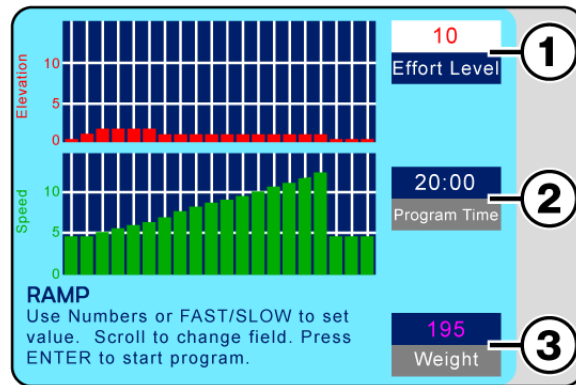 Elevation
10
5
0
Speed
10
5
0
10
Effort Level
1
20:00
Program Time
2
195
Weight
3
RAMP
Use Numbers or FAST/SLOW to set
value. Scroll to change field. Press
ENTER to start program.